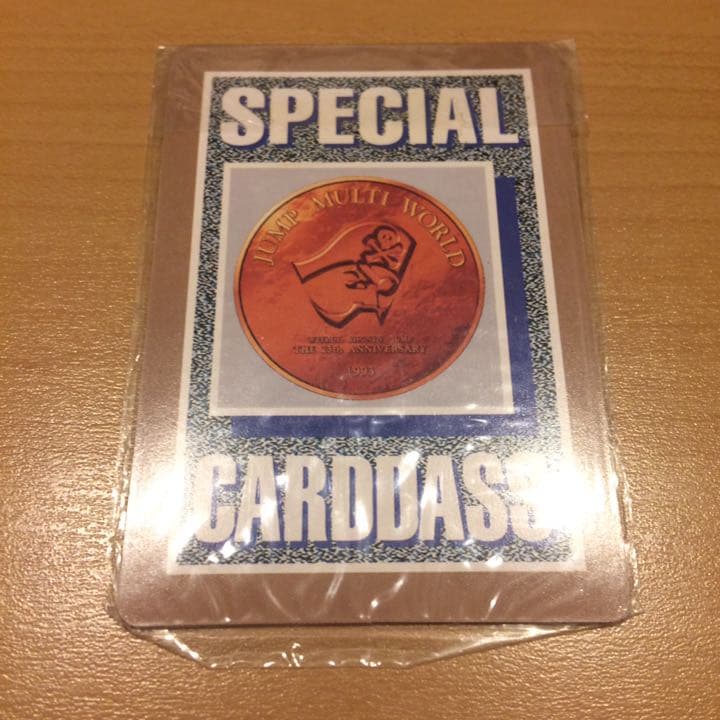 SPECIAL
JUMP MULTI WORLD
THE 25th ANNIVERSARY
1993
CARDDASS